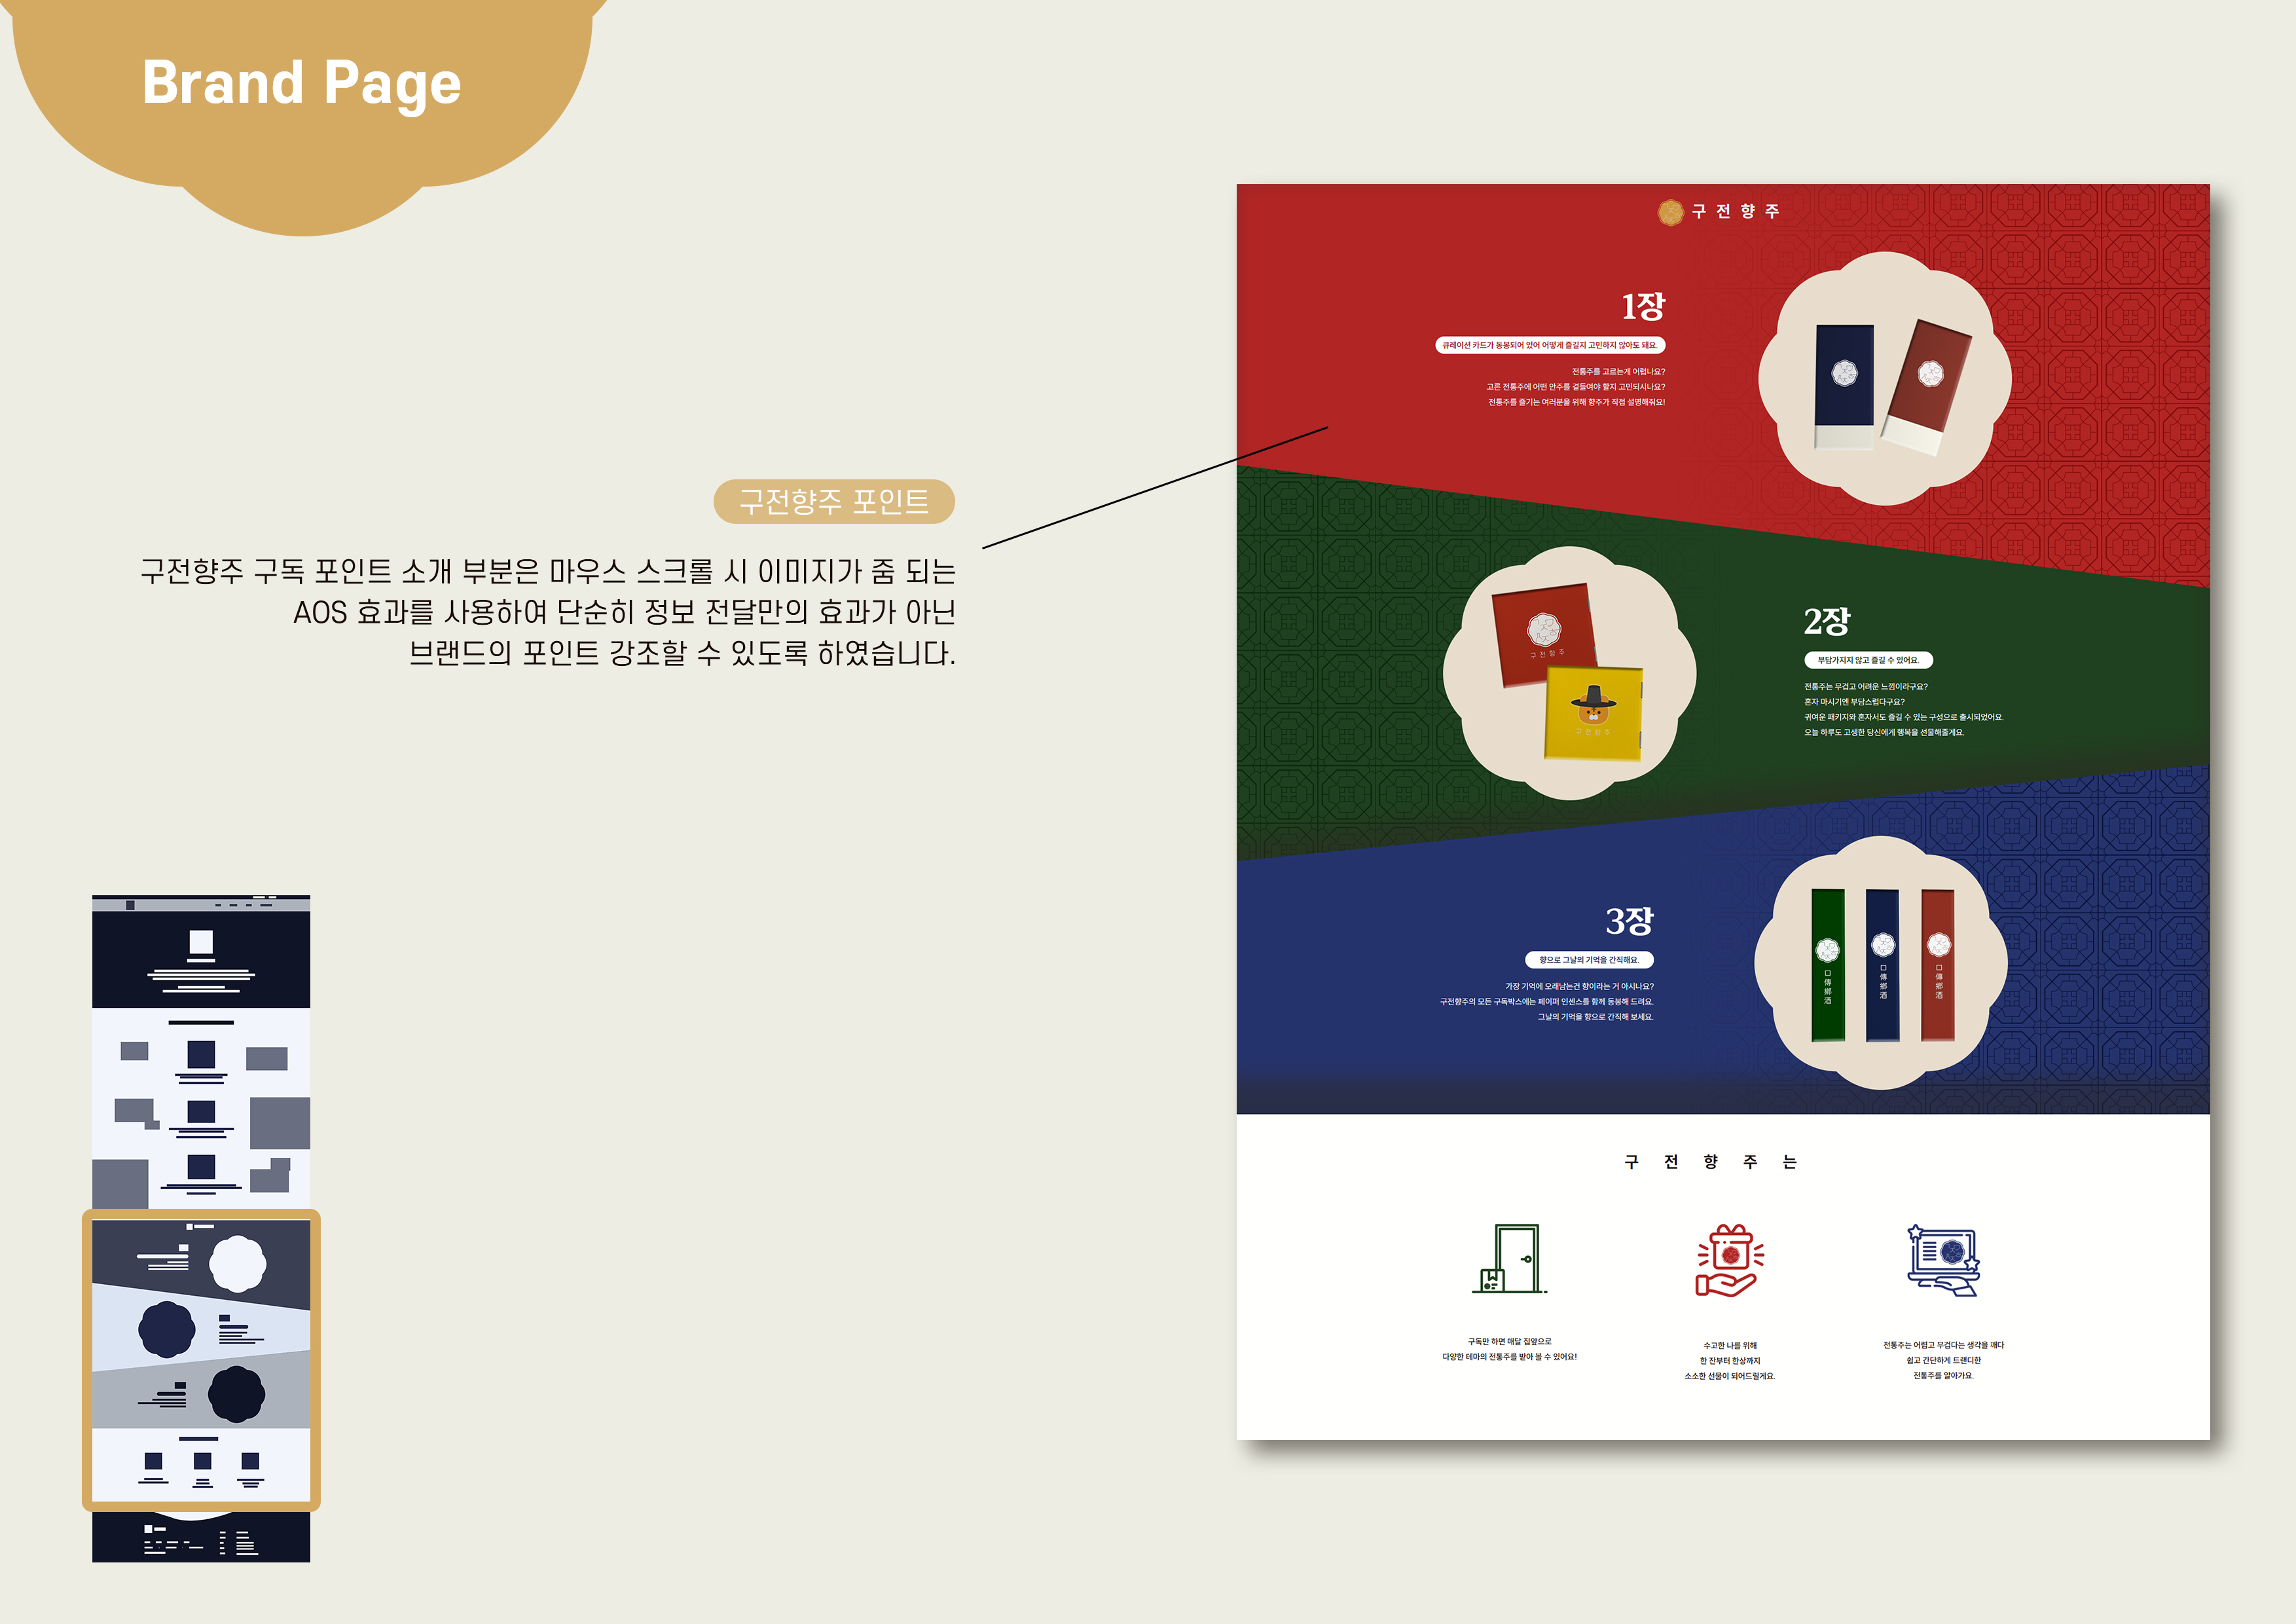 Brand Page
구전향주 포인트
구전향주 구독 포인트 소개 부분은 마우스 스크롤 시 이미지가 줌 되는
AOS 효과를 사용하여 단순히 정보 전달만의 효과가 아닌
브랜드의 포인트 강조할 수 있도록 하였습니다.
구전향주
1장
큐레이션 카드가 동봉되어 있어 어떻게 즐길지 고민하지 않아도 돼요.
전통주를 고르는게 어렵나요?
고른 전통주에 어떤 안주를 곁들여야 할지 고민되시나요?
전통주를 즐기는 여러분을 위해 향주가 직접 설명해줘요!
구전향주
구전향주
2장
부담가지지 않고 즐길 수 있어요.
전통주는 무겁고 어려운 느낌이라구요?
혼자 마시기엔 부담스럽다구요?
귀여운 패키지와 혼자서도 즐길 수 있는 구성으로 출시되었어요.
오늘 하루도 고생한 당신에게 행복을 선물해줄게요.
3장
향으로 그날의 기억을 간직해요.
가장 기억에 오래남는건 향이라는 거 아시나요?
구전향주의 모든 구독박스에는 페이퍼 인센스를 함께 동봉해 드려요.
그날의 기억을 향으로 간직해 보세요.
口傳鄕酒
口傳鄕酒
口傳鄕酒
구전향주는
구독만 하면 매달 집앞으로
다양한 테마의 전통주를 받아 볼 수 있어요!
수고한 나를 위해
한 잔부터 한상까지
소소한 선물이 되어드릴게요.
전통주는 어렵고 무겁다는 생각을 깨다
쉽고 간단하게 트랜디한
전통주를 알아가요.